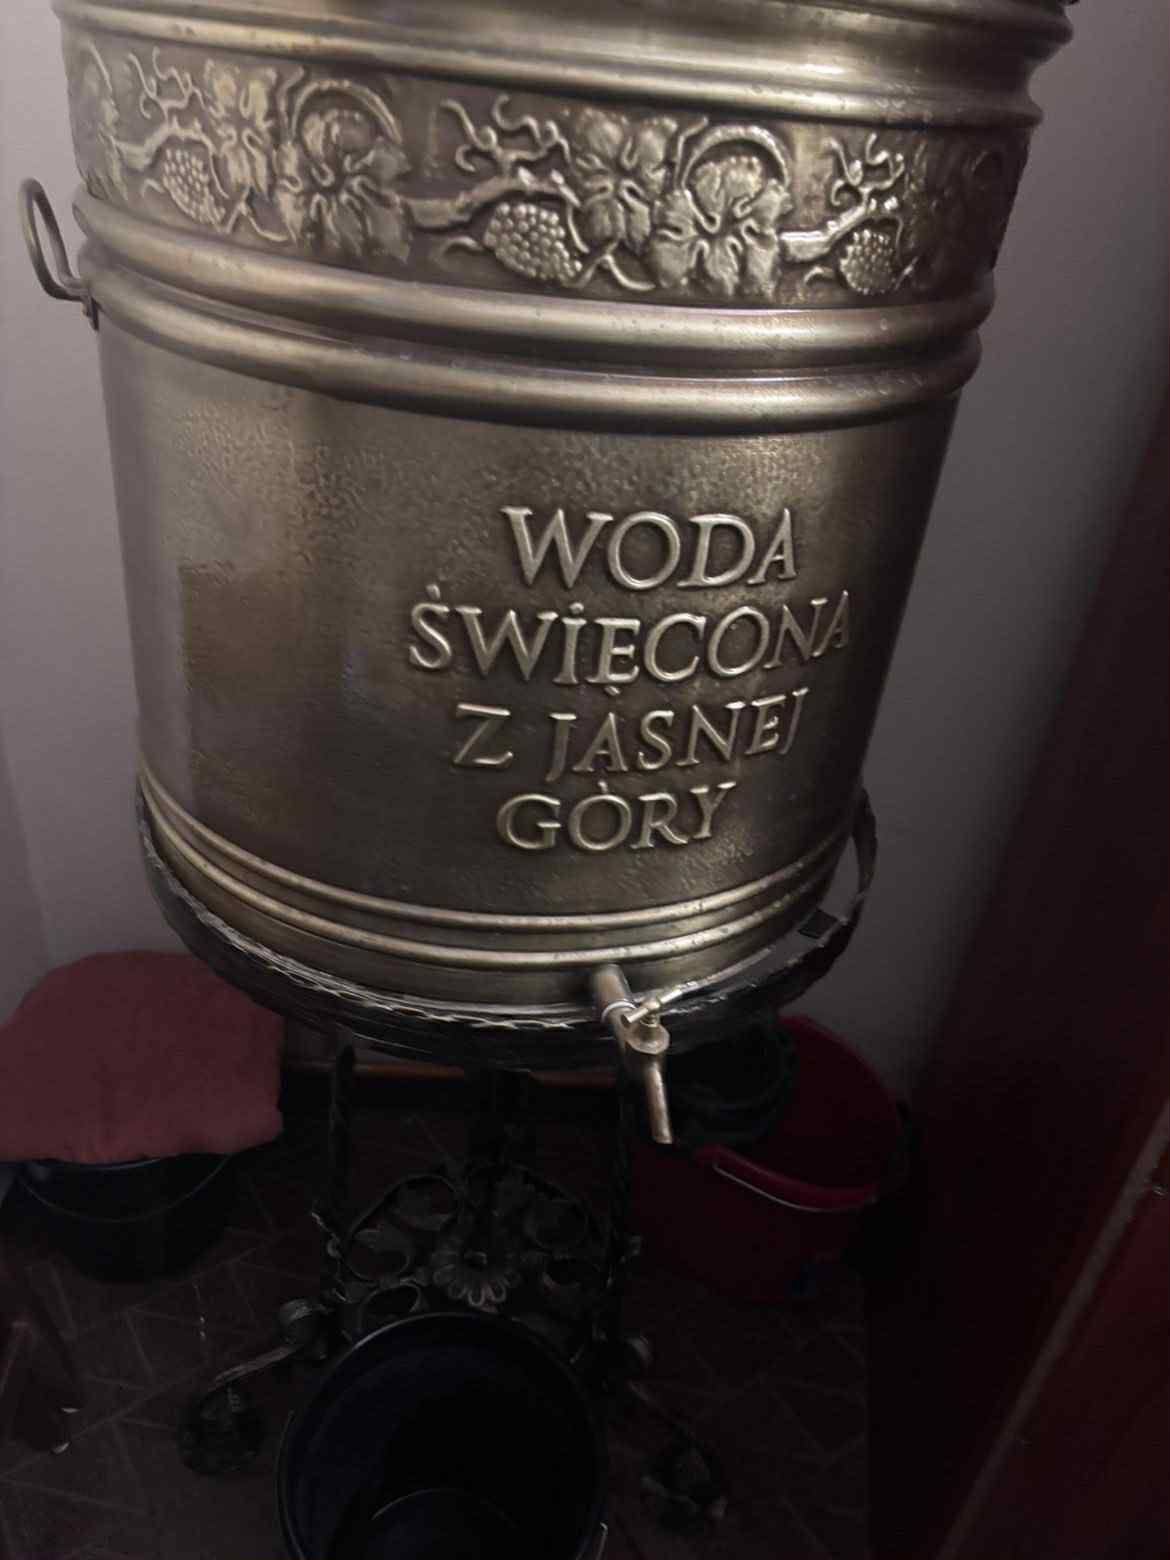 WODA
ŚWIĘCONA
Z JASNEJ
GÓRY